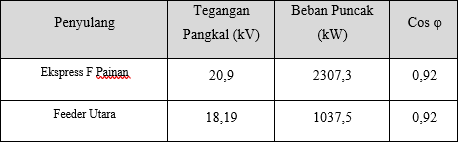 Penyulang
Tegangan
Pangkal (kV)
Beban Puncak
(kW)
Cos φ
Ekspress F Painan
20,9
2307,3
0,92
Feeder Utara
18,19
1037,5
0,92